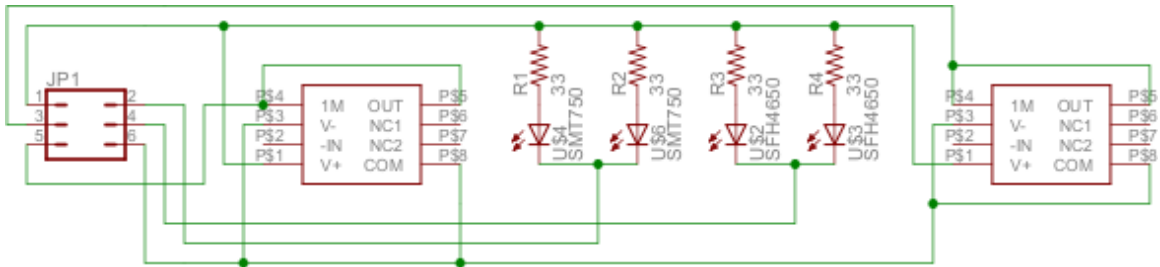 JP1
1
2
3
4
5
6
P$4
P$3
P$2
P$1
1M OUT
V- NC1
-IN NC2
V+ COM
P$5
P$6
P$7
P$8
R1
33
U$4
SMT750
R2
33
U$6
SMT750
R3
33
U$2
SFH4650
R4
33
U$3
SFH4650
P$4
P$3
P$2
P$1
1M OUT
V- NC1
-IN NC2
V+ COM
P$5
P$6
P$7
P$8